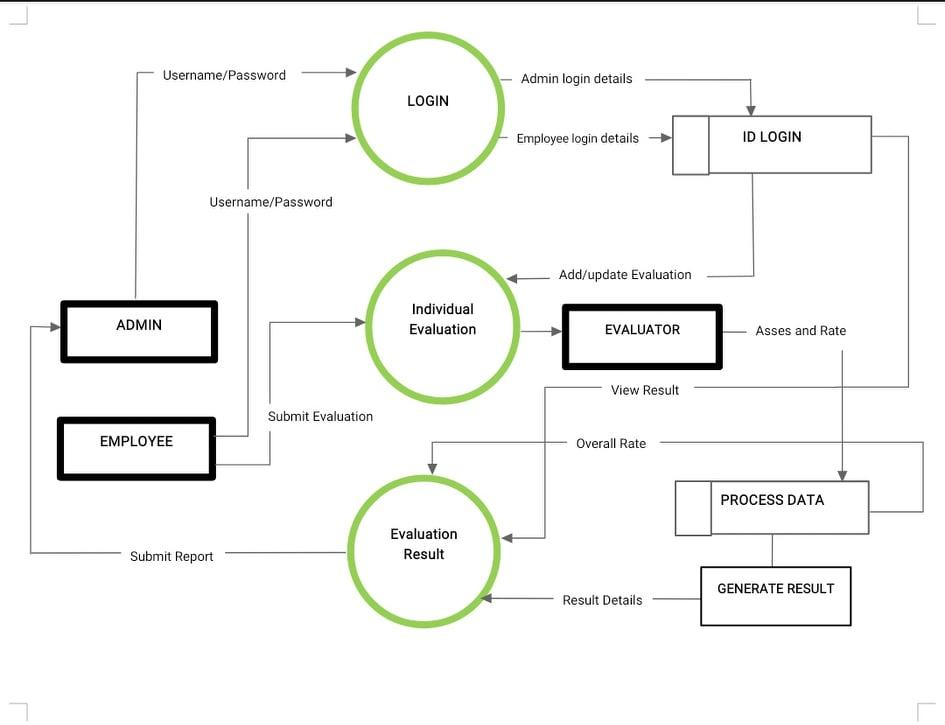 Username/Password
LOGIN
Admin login details
Employee login details
ID LOGIN
Username/Password
Add/update Evaluation
Individual
Evaluation
ADMIN
EVALUATOR
Asses and Rate
View Result
Submit Evaluation
EMPLOYEE
Overall Rate
PROCESS DATA
Evaluation
Result
Submit Report
GENERATE RESULT
Result Details